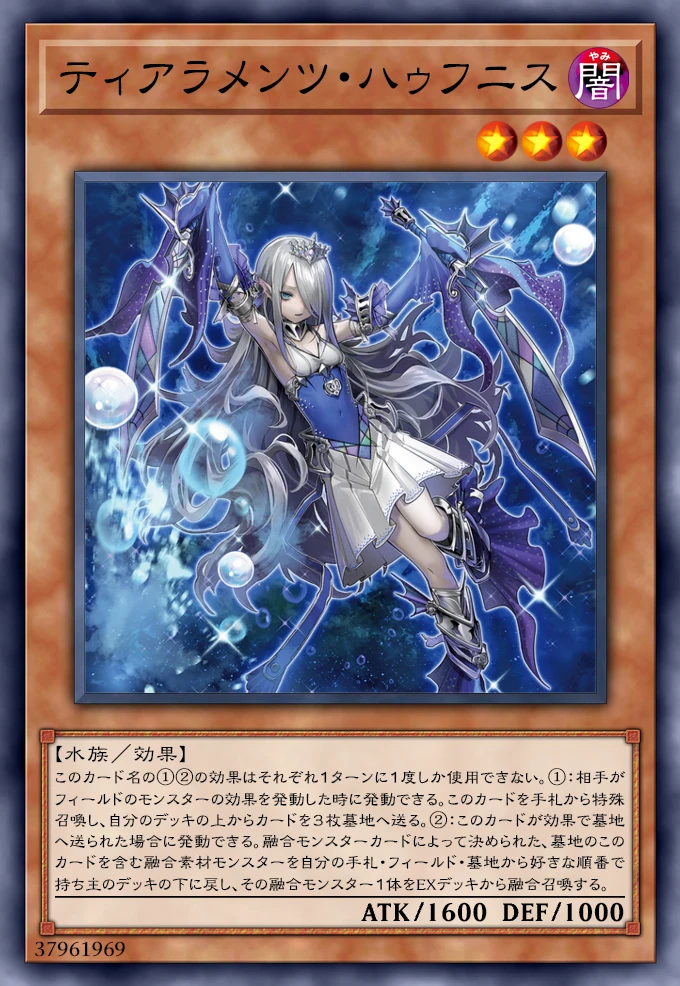 ティアラメンツ・ハゥフニス
やみ
闇
【水族／効果】
このカード名の①②の効果はそれぞれ１ターンに１度しか使用できない。①：相手が
フィールドのモンスターの効果を発動した時に発動できる。このカードを手札から特殊
召喚し、自分のデッキの上からカードを３枚墓地へ送る。②：このカードが効果で墓地
へ送られた場合に発動できる。融合モンスターカードによって決められた、墓地のこの
カードを含む融合素材モンスターを自分の手札・フィールド・墓地から好きな順番で
持ち主のデッキの下に戻し、その融合モンスター１体をEXデッキから融合召喚する。
ATK/1600 DEF/1000
37961969